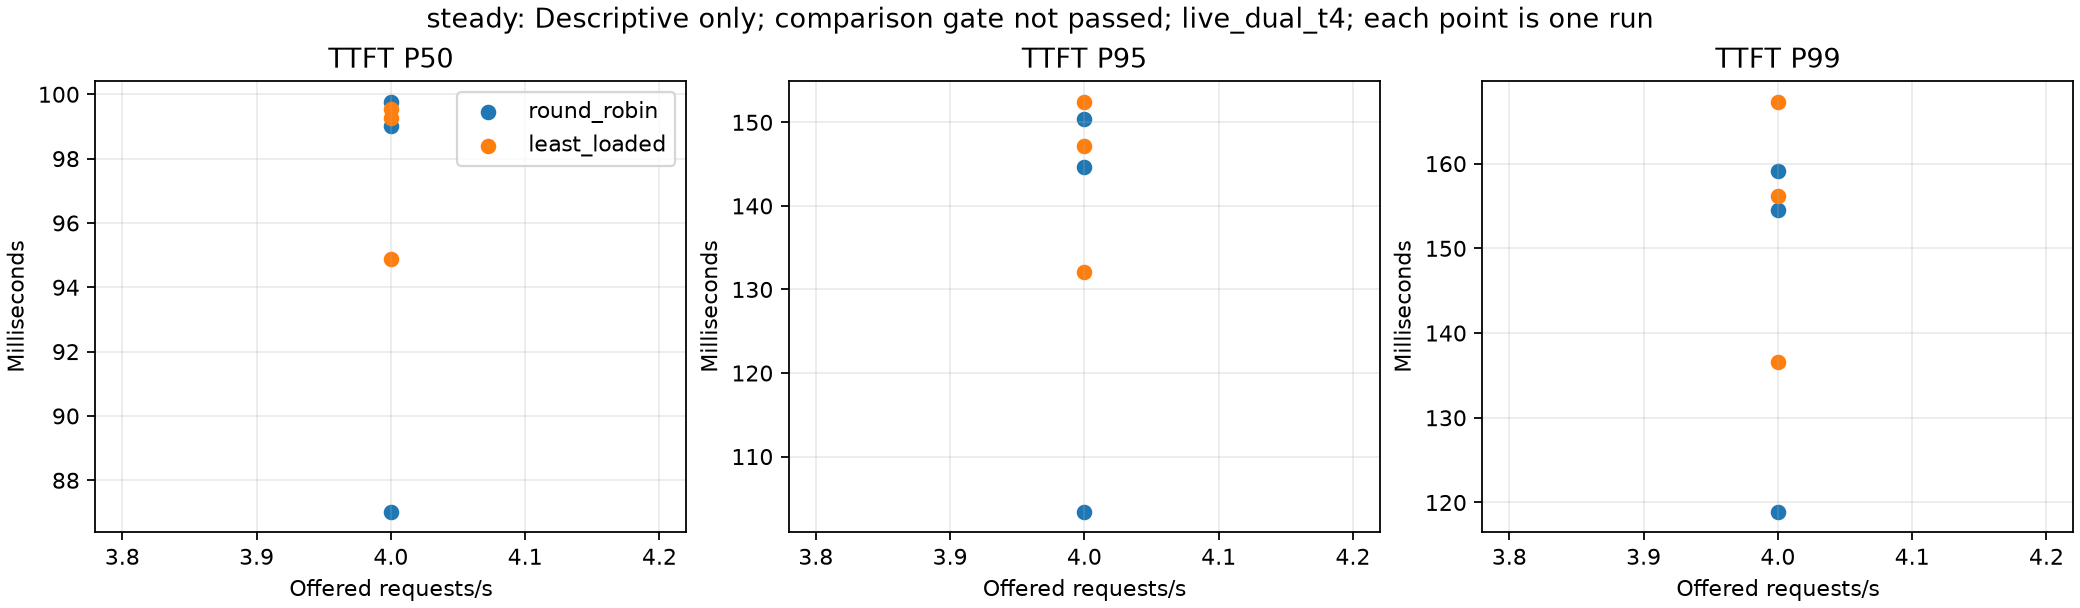 steady: Descriptive only; comparison gate not passed; live_dual_t4; each point is one run
TTFT P50
100
98
96
94
92
90
88
Milliseconds
round_robin
least_loaded
3.8 3.9 4.0 4.1 4.2
Offered requests/s
TTFT P95
150
140
130
120
110
Milliseconds
3.8 3.9 4.0 4.1 4.2
Offered requests/s
TTFT P99
160
150
140
130
120
Milliseconds
3.8 3.9 4.0 4.1 4.2
Offered requests/s